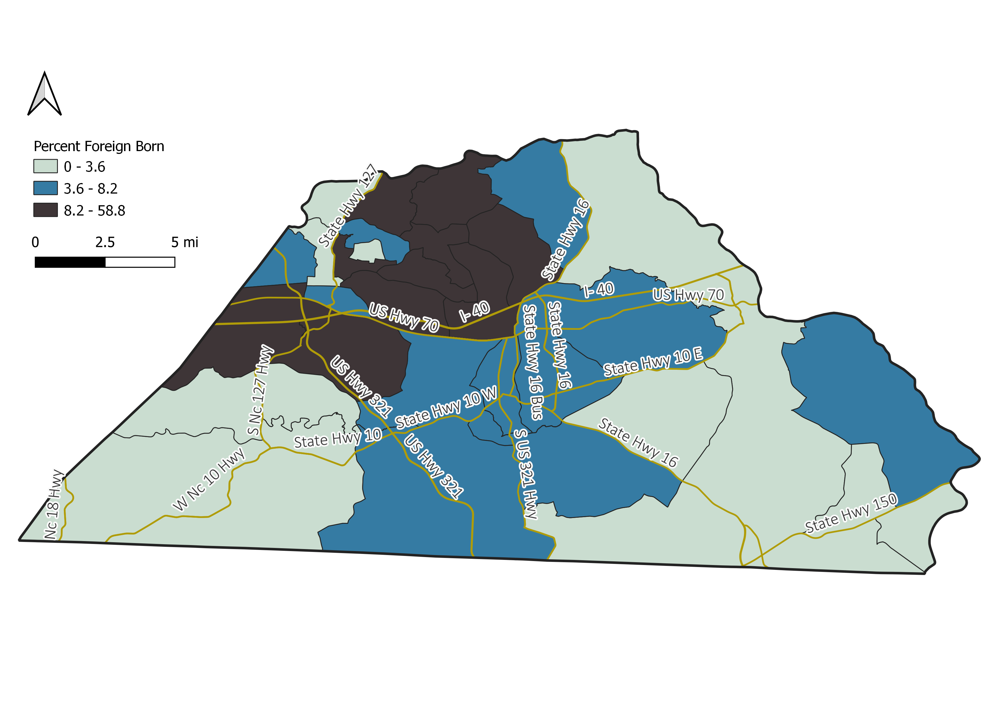 Percent Foreign Born
0 - 3.6
3.6 - 8.2
8.2 - 58.8
0 2.5 5 mi
State Hwy 127
State Hwy 16
I- 40
US Hwy 70
US Hwy 70
I- 40
State Hwy 16 Bus
State Hwy 16
State Hwy 10 E
S Nc 127 Hwy
US Hwy 321
State Hwy 10 W
State Hwy 10
State Hwy 16
US Hwy 321
S US 321 Hwy
W Nc 10 Hwy
Nc 18 Hwy
State Hwy 150